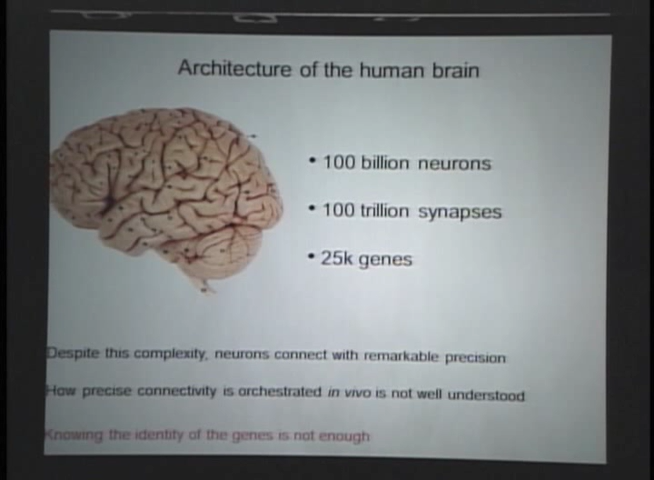 Architecture of the human brain
• 100 billion neurons
• 100 trillion synapses
• 25k genes
Despite this complexity, neurons connect with remarkable precision
How precise connectivity is orchestrated in vivo is not well understood
Knowing the identity of the genes is not enough